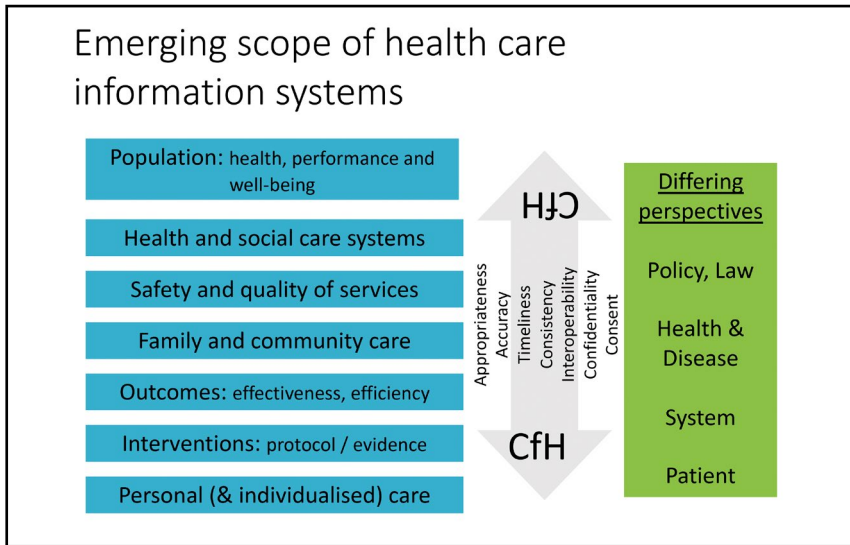 Emerging scope of health care
information systems
Population: health, performance and
well-being
Health and social care systems
Safety and quality of services
Family and community care
Outcomes: effectiveness, efficiency
Interventions: protocol / evidence
Personal (& individualised) care
CfH
Appropriateness
Accuracy
Timeliness
Consistency
Interoperability
Confidentiality
Consent
CfH
Differing
perspectives
Policy, Law
Health &
Disease
System
Patient